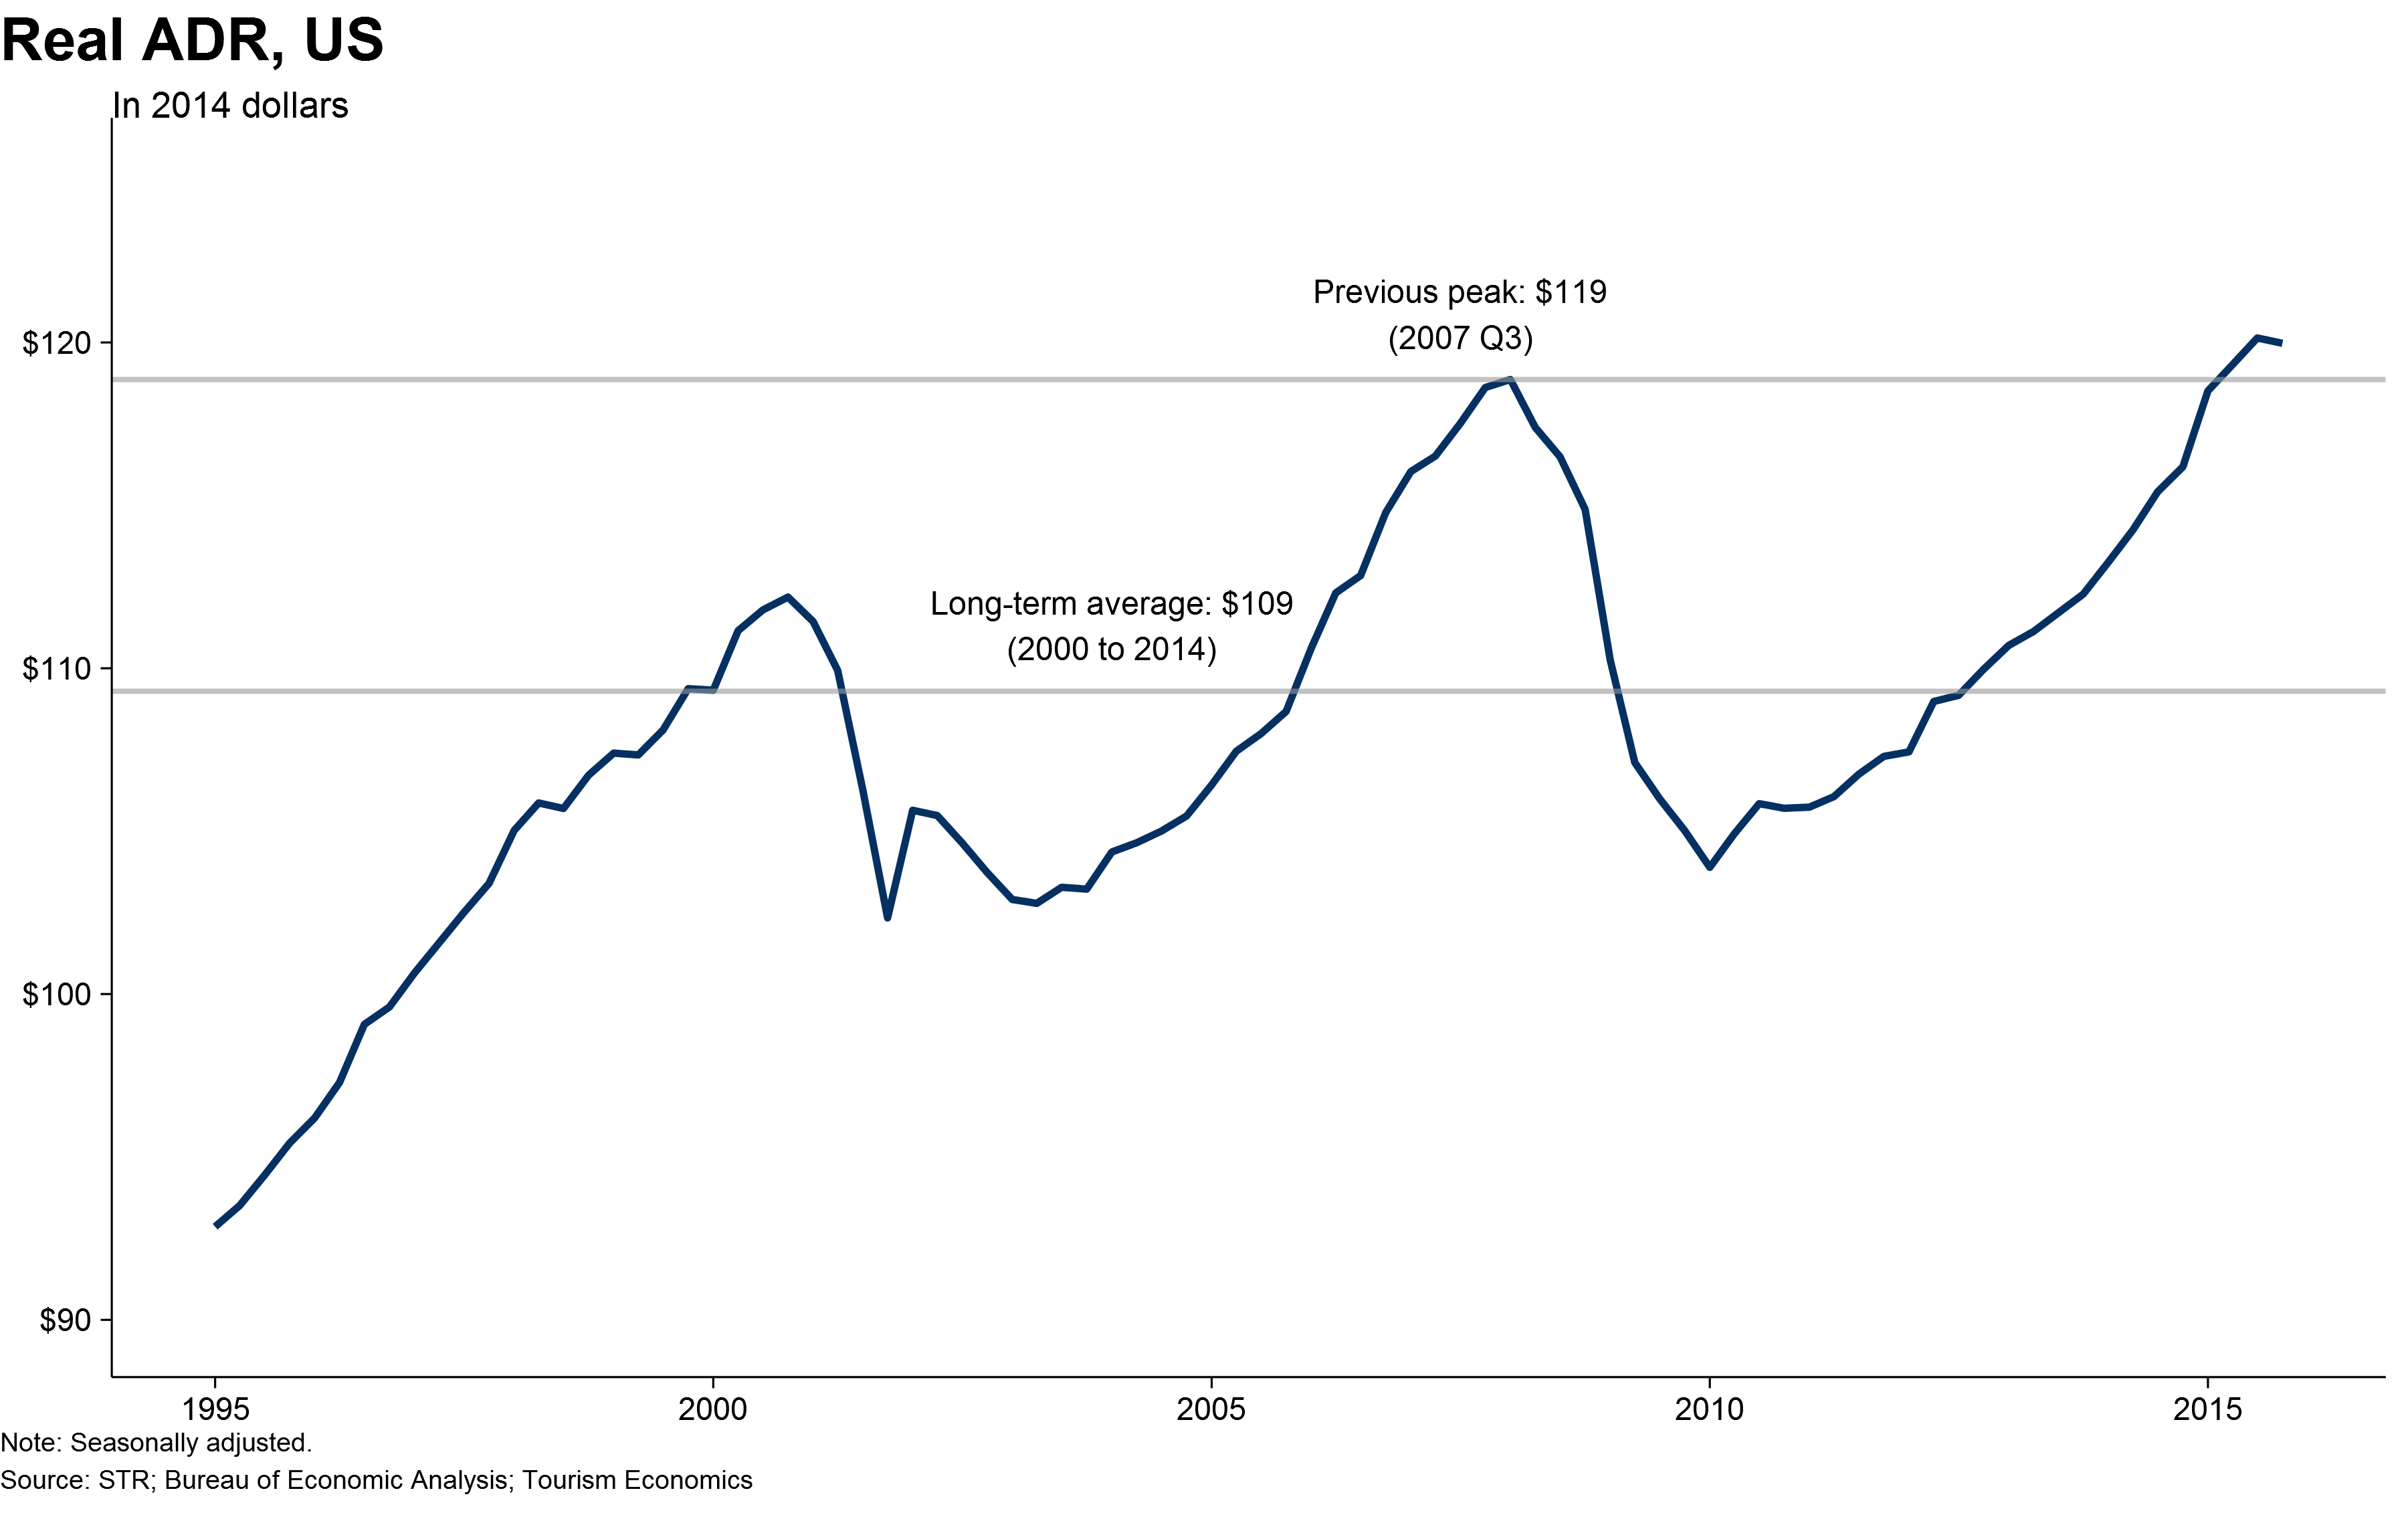 Real ADR, US
In 2014 dollars
Previous peak: $119
(2007 Q3)
$120
Long-term average: $109
(2000 to 2014)
$110
$100
$90
1995 2000 2005 2010 2015
Note: Seasonally adjusted.
Source: STR; Bureau of Economic Analysis; Tourism Economics